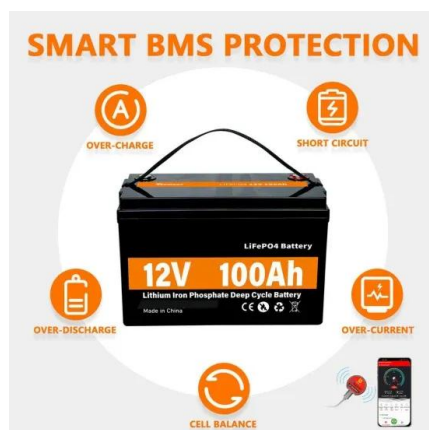 SMART BMS PROTECTION
OVER-CHARGE
SHORT CIRCUIT
LiFePO4 Battery
12V 100Ah
Lithium Iron Phosphate Deep Cycle Battery
Made in China
CE
OVER-DISCHARGE
OVER-CURRENT
CELL BALANCE